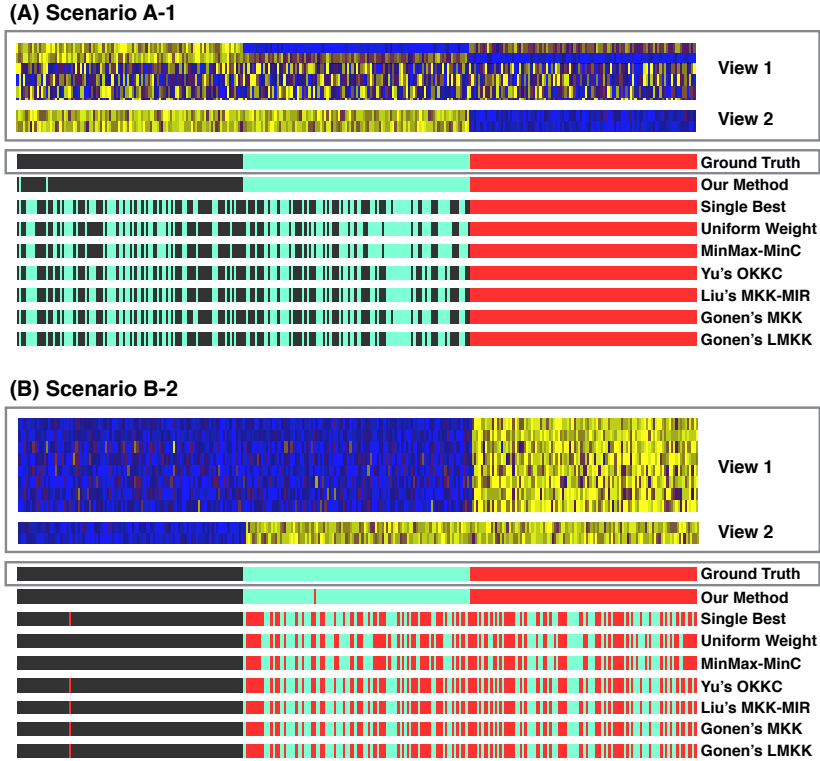 (A) Scenario A-1
View 1
View 2
Ground Truth
Our Method
Single Best
Uniform Weight
MinMax-MinC
Yu's OKKC
Liu's MKK-MIR
Gonen's MKK
Gonen's LMKK
(B) Scenario B-2
View 1
View 2
Ground Truth
Our Method
Single Best
Uniform Weight
MinMax-MinC
Yu's OKKC
Liu's MKK-MIR
Gonen's MKK
Gonen's LMKK